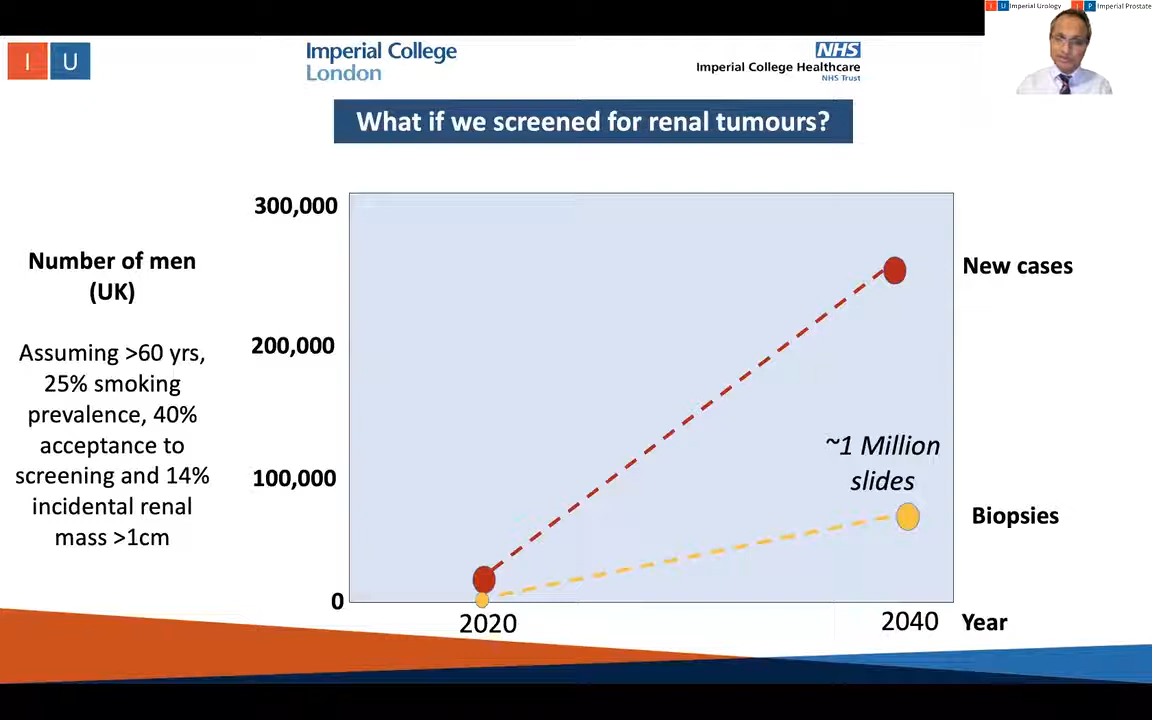 I U Imperial Urology
I P Imperial Prostate
I U
Imperial College
London
NHS
Imperial College Healthcare
NHS Trust
What if we screened for renal tumours?
Number of men
(UK)
Assuming >60 yrs,
25% smoking
prevalence, 40%
acceptance to
screening and 14%
incidental renal
mass >1cm
300,000
200,000
100,000
0
New cases
~1 Million
slides
Biopsies
2020
2040
Year